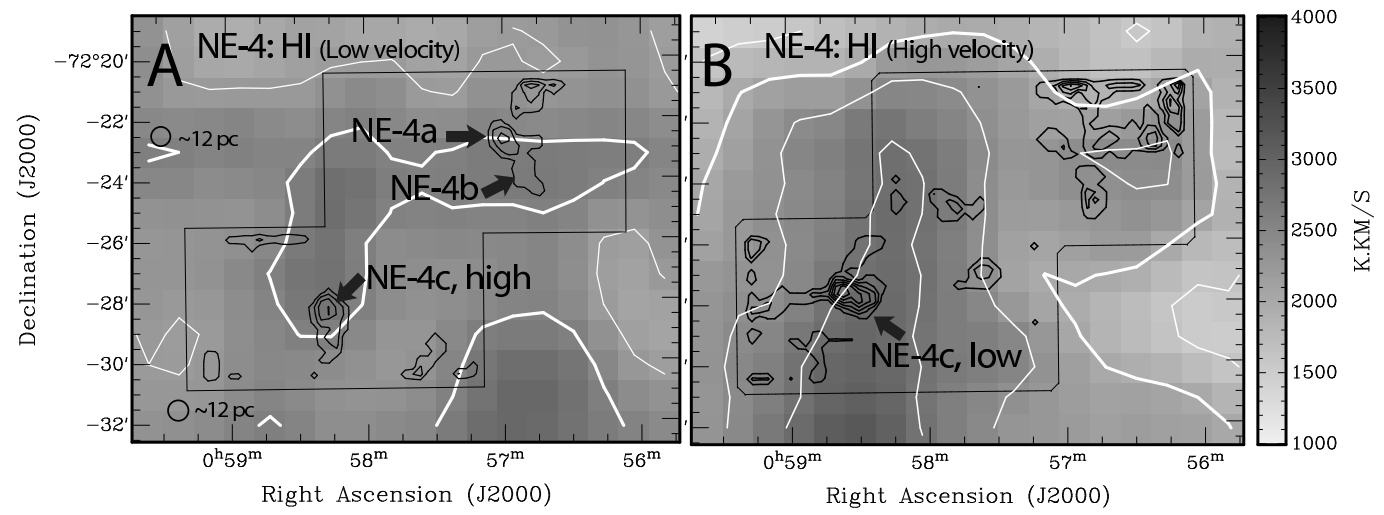 A
NE-4: HI (Low velocity)
B
NE-4: HI (High velocity)
−72°20′
−22′
−24′
−26′
−28′
−30′
−32′
~12 pc
NE-4a
NE-4b
NE-4c, high
~12 pc
NE-4c, low
4000
3500
3000
2500
2000
1500
1000
K.KM/S
0h59m
58m
57m
56m
0h59m
58m
57m
56m
Right Ascension (J2000)
Right Ascension (J2000)
Declination (J2000)